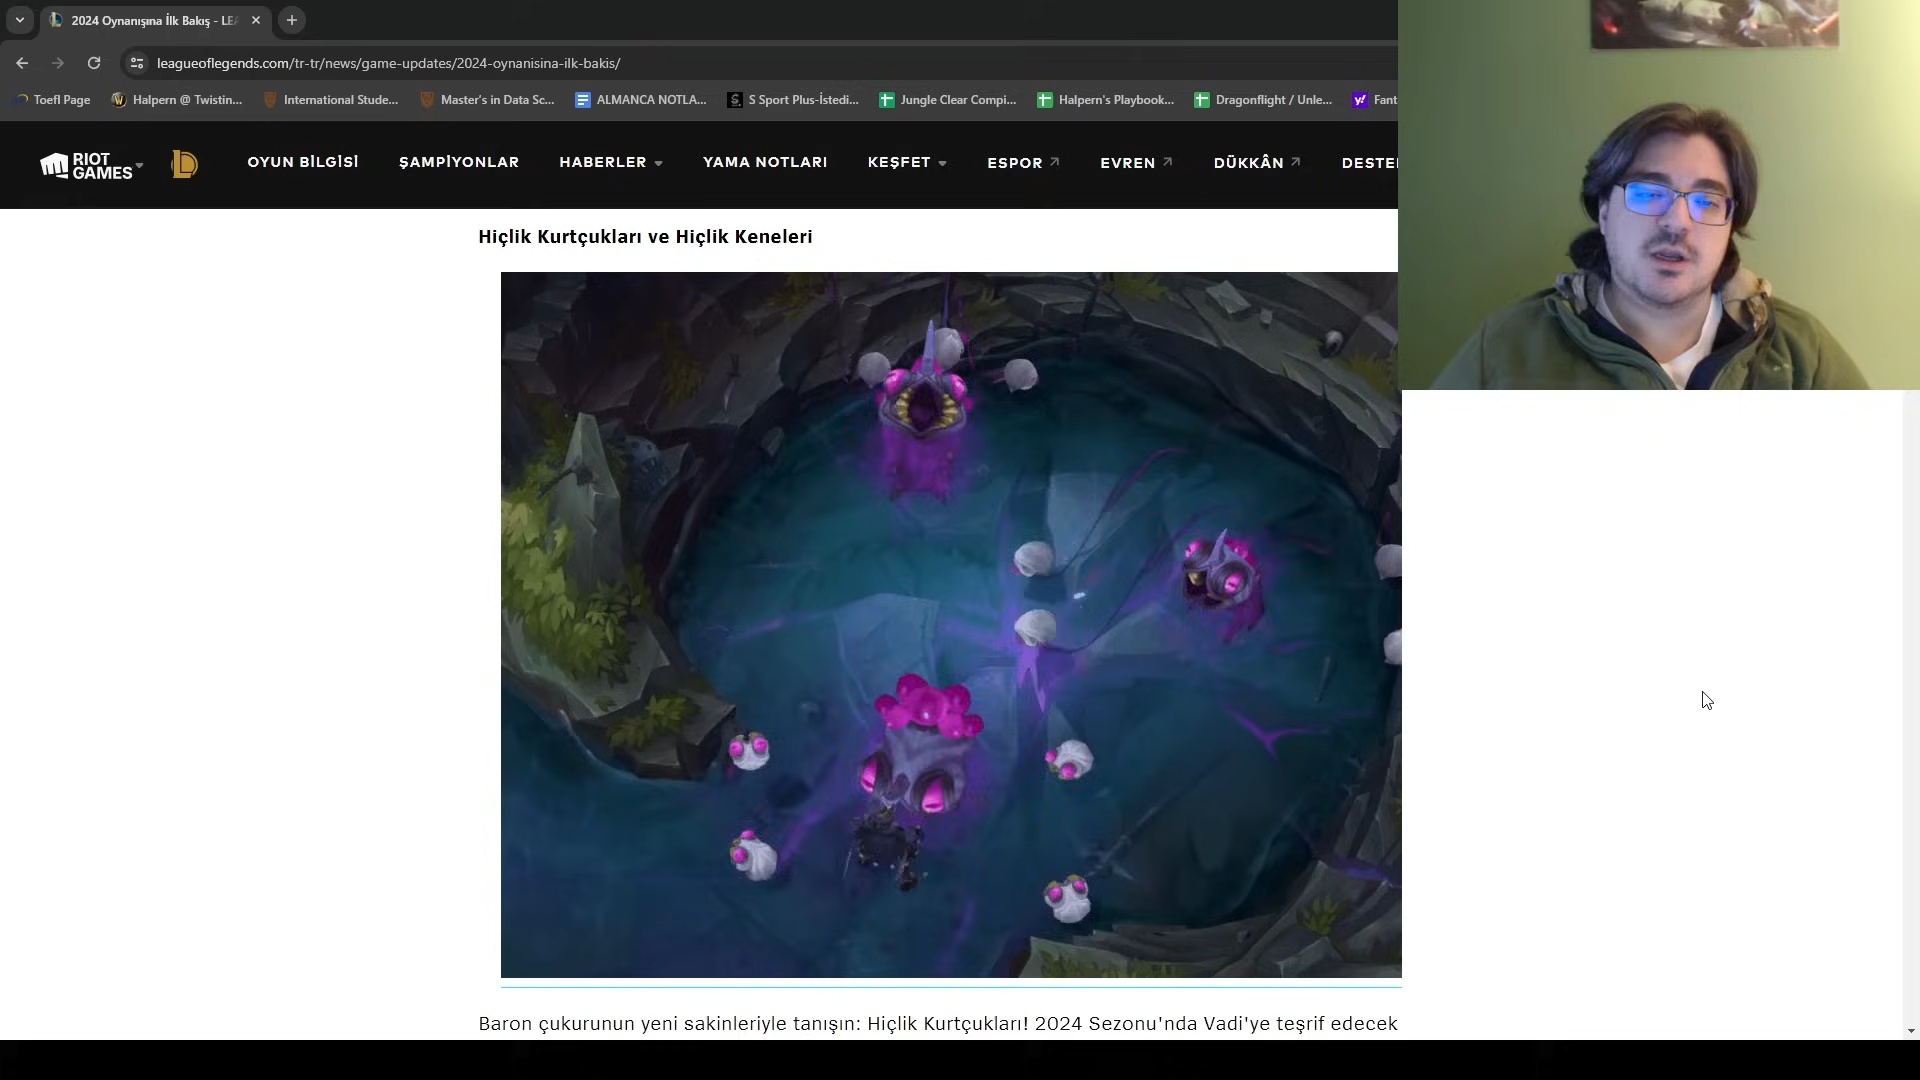 2024 Oynanışına İlk Bakış - LEA
leagueoflegends.com/tr-tr/news/game-updates/2024-oynanisina-ilk-bakis/
Toefl Page
Halpern @ Twistin...
International Stude...
Master's in Data Sc...
ALMANCA NOTLA...
S Sport Plus-İstedi...
Jungle Clear Compi...
Halpern's Playbook...
Dragonflight / Unle...
y! Fant
RIOT GAMES
OYUN BİLGİSİ
ŞAMPİYONLAR
HABERLER
YAMA NOTLARI
KEŞFET
ESPOR
EVREN
DÜKKÂN
DESTE
Hiçlik Kurtçukları ve Hiçlik Keneleri
Baron çukurunun yeni sakinleriyle tanışın: Hiçlik Kurtçukları! 2024 Sezonu'nda Vadi'ye teşrif edecek